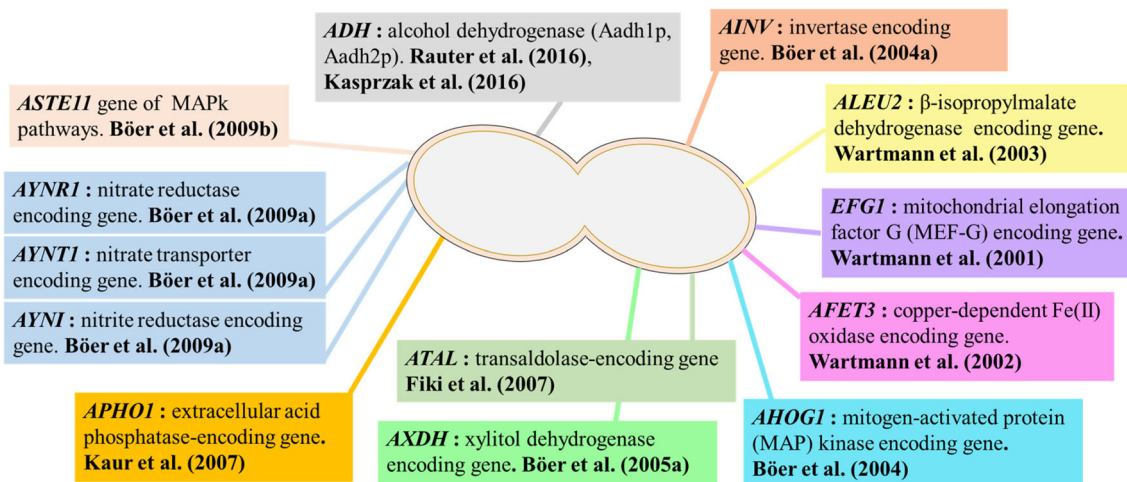 ADH : alcohol dehydrogenase (Aadh1p,
Aadh2p). Rauter et al. (2016),
Kasprzak et al. (2016)
AINV : invertase encoding
gene. Böer et al. (2004a)
ASTE11 gene of MAPk
pathways. Böer et al. (2009b)
ALEU2 : β-isopropylmalate
dehydrogenase encoding gene.
Wartmann et al. (2003)
AYNR1 : nitrate reductase
encoding gene. Böer et al. (2009a)
EFG1 : mitochondrial elongation
factor G (MEF-G) encoding gene.
Wartmann et al. (2001)
AYNT1 : nitrate transporter
encoding gene. Böer et al. (2009a)
AYNI : nitrite reductase encoding
gene. Böer et al. (2009a)
AFET3 : copper-dependent Fe(II)
oxidase encoding gene.
Wartmann et al. (2002)
ATAL : transaldolase-encoding gene
Fiki et al. (2007)
APHO1 : extracellular acid
phosphatase-encoding gene.
Kaur et al. (2007)
AXDH : xylitol dehydrogenase
encoding gene. Böer et al. (2005a)
AHOG1 : mitogen-activated protein
(MAP) kinase encoding gene.
Böer et al. (2004)